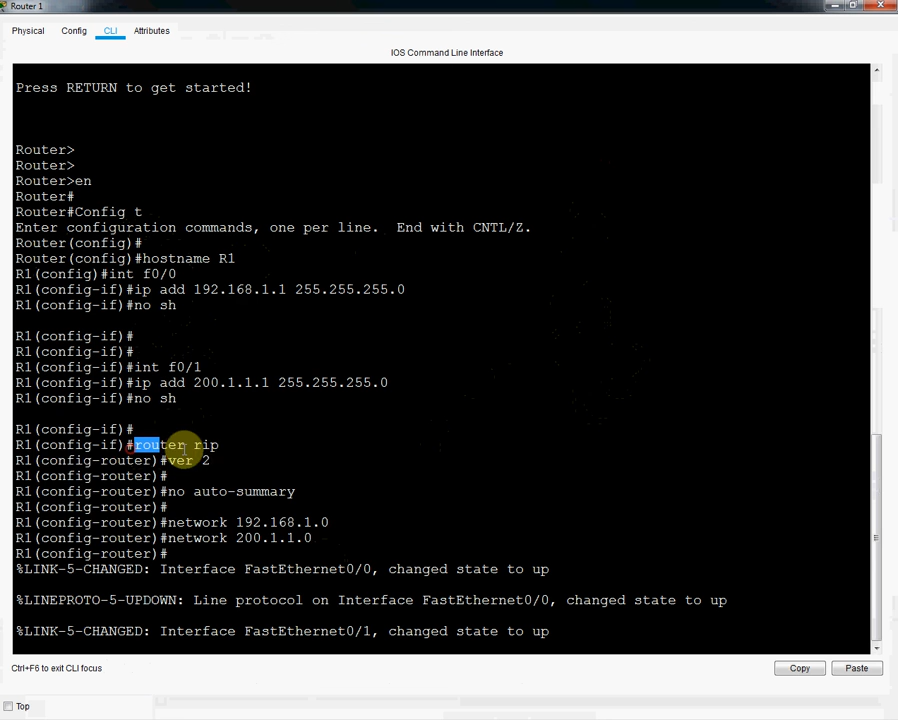 Router 1
Physical Config CLI Attributes
IOS Command Line Interface
Press RETURN to get started!
Router>
Router>
Router>en
Router#
Router#Config t
Enter configuration commands, one per line.  End with CNTL/Z.
Router(config)#
Router(config)#hostname R1
R1(config)#int f0/0
R1(config-if)#ip add 192.168.1.1 255.255.255.0
R1(config-if)#no sh
R1(config-if)#
R1(config-if)#
R1(config-if)#int f0/1
R1(config-if)#ip add 200.1.1.1 255.255.255.0
R1(config-if)#no sh
R1(config-if)#
R1(config-if)#router rip
R1(config-router)#ver 2
R1(config-router)#
R1(config-router)#no auto-summary
R1(config-router)#
R1(config-router)#network 192.168.1.0
R1(config-router)#network 200.1.1.0
R1(config-router)#
%LINK-5-CHANGED: Interface FastEthernet0/0, changed state to up
%LINEPROTO-5-UPDOWN: Line protocol on Interface FastEthernet0/0, changed state to up
%LINK-5-CHANGED: Interface FastEthernet0/1, changed state to up
Ctrl+F6 to exit CLI focus
Copy Paste
Top